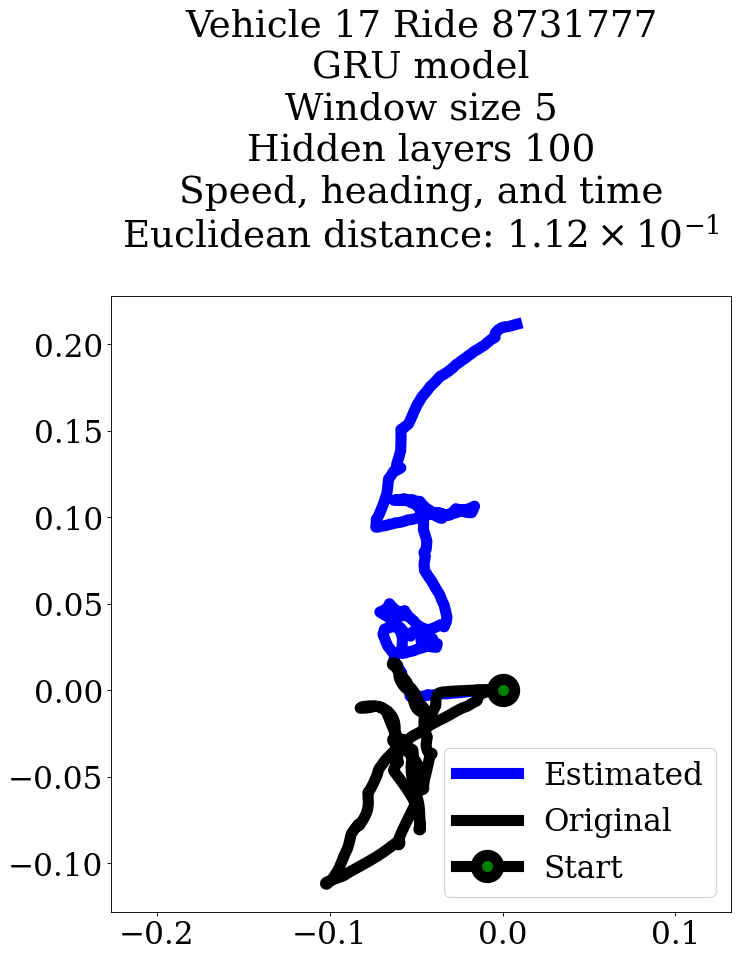 Vehicle 17 Ride 8731777
GRU model
Window size 5
Hidden layers 100
Speed, heading, and time
Euclidean distance: 1.12 × 10⁻¹
0.20
0.15
0.10
0.05
0.00
−0.05
−0.10
Estimated
Original
Start
−0.2 −0.1 0.0 0.1